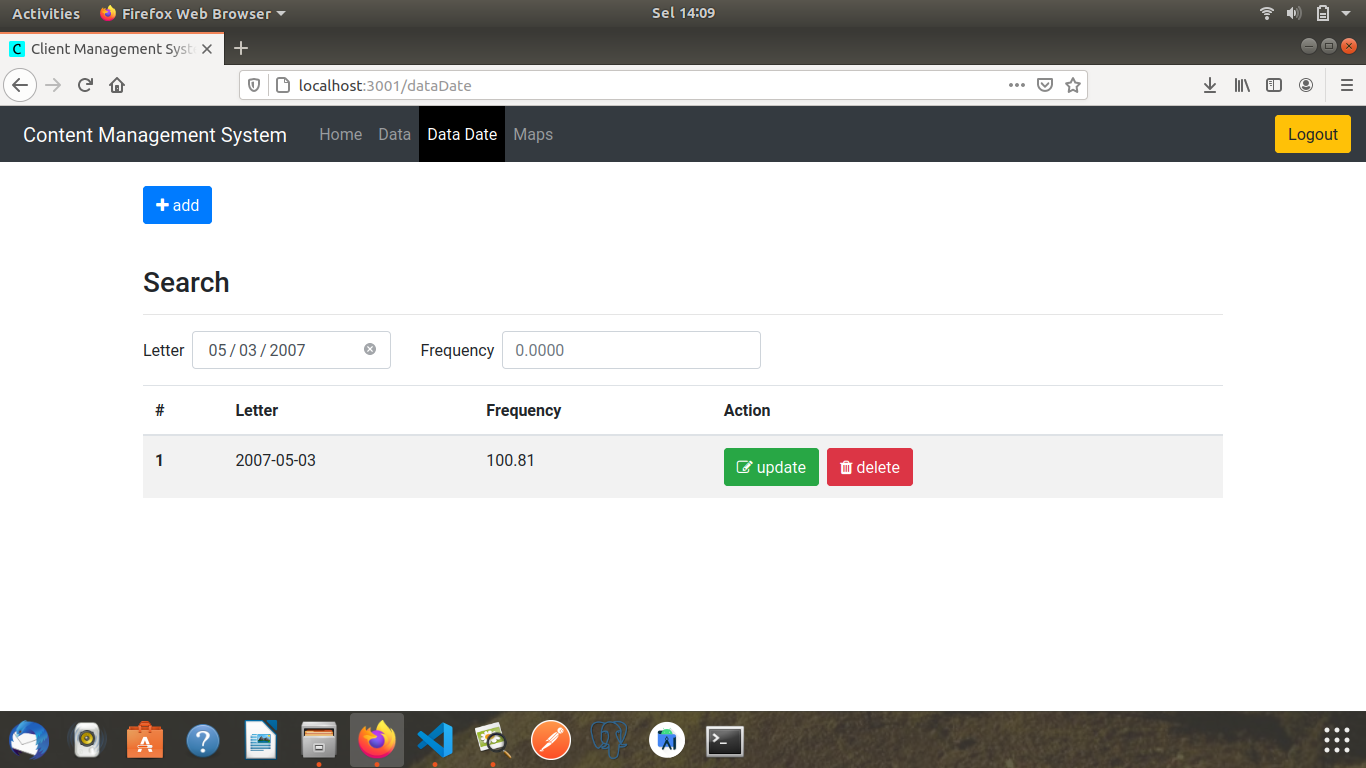 Activities Firefox Web Browser Sel 14:09
C Client Management Syst
localhost:3001/dataDate
Content Management System Home Data Data Date Maps Logout
add
Search
Letter 05 / 03 / 2007 Frequency 0.0000
# Letter Frequency Action
1 2007-05-03 100.81 update delete